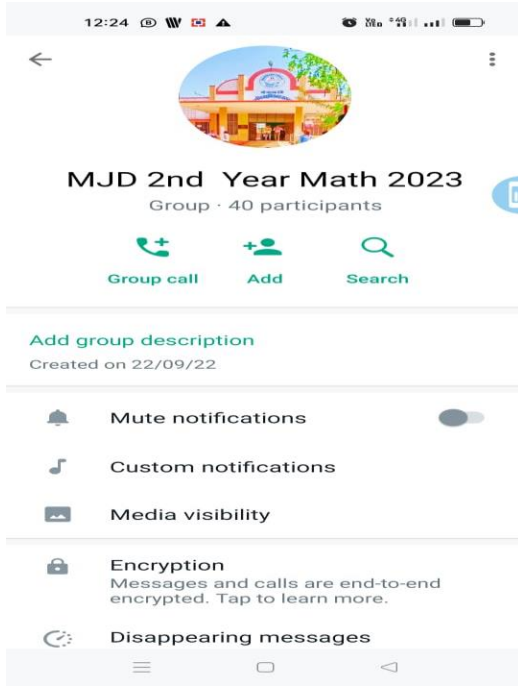 12:24
MJD 2nd Year Math 2023
Group · 40 participants
Group call Add Search
Add group description
Created on 22/09/22
Mute notifications
Custom notifications
Media visibility
Encryption
Messages and calls are end-to-end
encrypted. Tap to learn more.
Disappearing messages